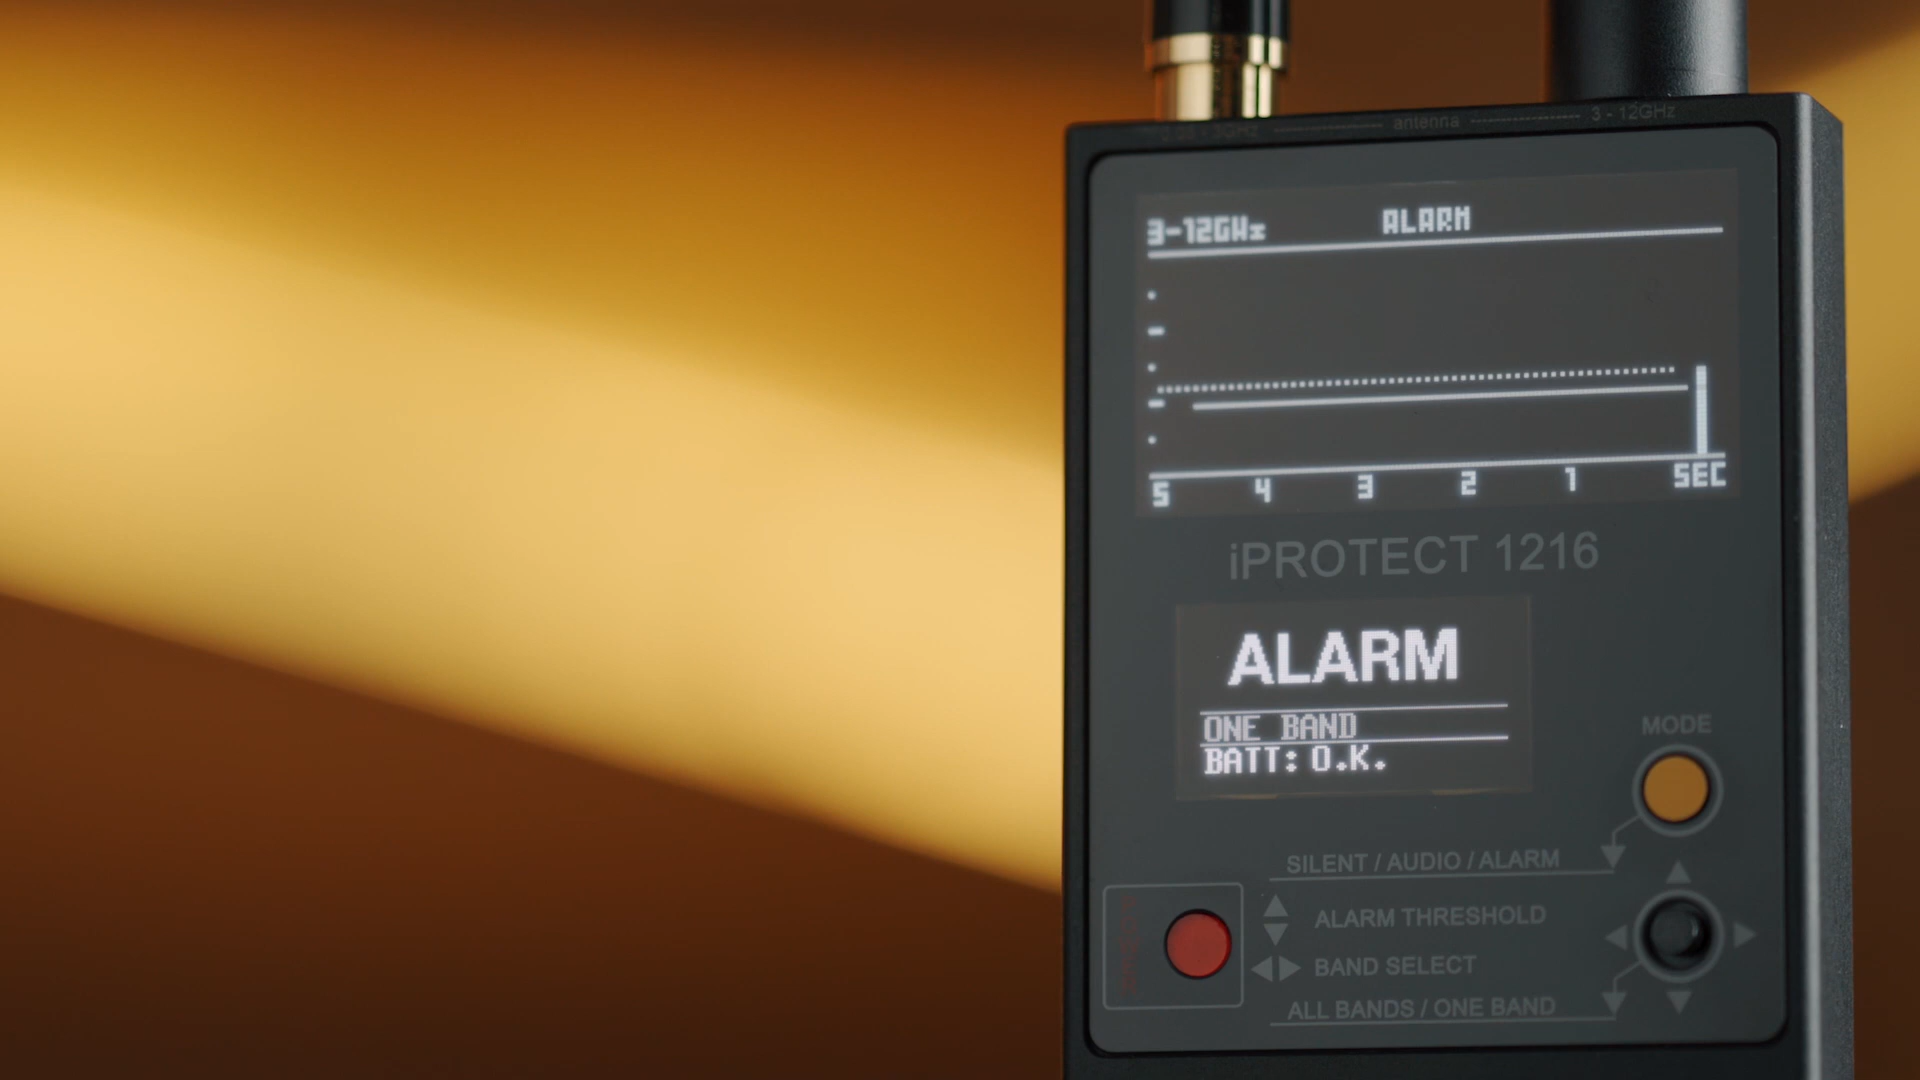 antenna
3 - 12GHz
3-12GHz ALARM
5 4 3 2 1 SEC
iPROTECT 1216
ALARM
ONE BAND
BATT: O.K.
MODE
SILENT / AUDIO / ALARM
ALARM THRESHOLD
BAND SELECT
ALL BANDS / ONE BAND